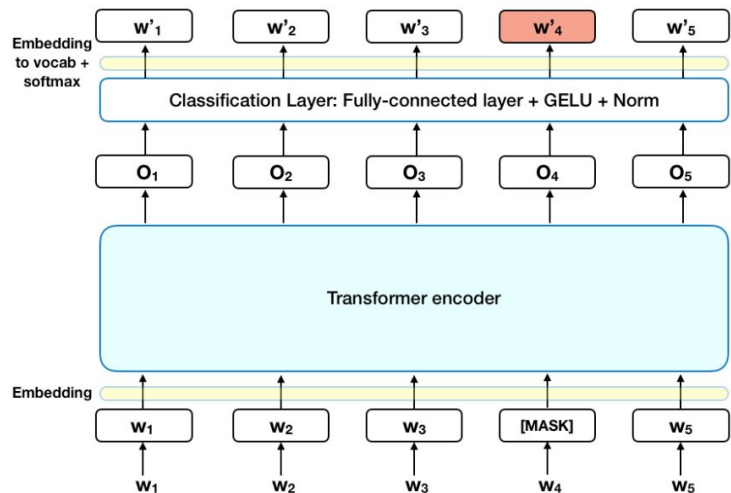 w'₁ w'₂ w'₃ w'₄ w'₅
Embedding
to vocab +
softmax
Classification Layer: Fully-connected layer + GELU + Norm
O₁ O₂ O₃ O₄ O₅
Transformer encoder
Embedding
W₁ W₂ W₃ [MASK] W₅
W₁ W₂ W₃ W₄ W₅